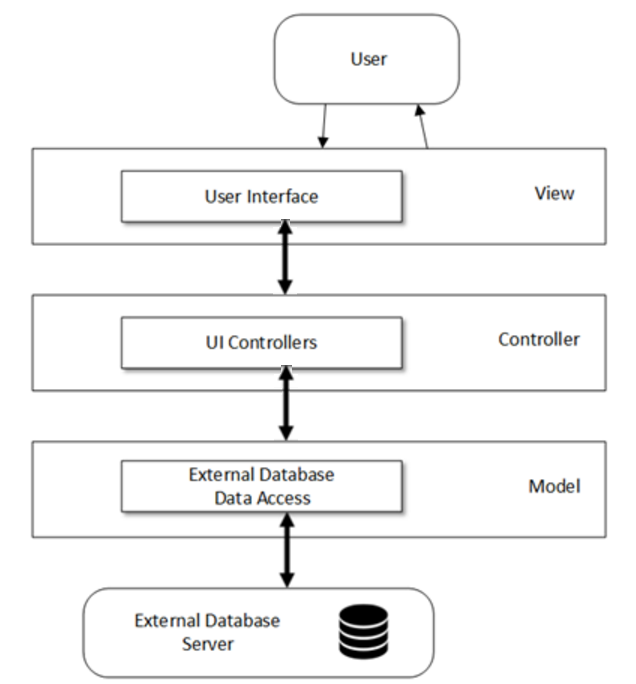 User
User Interface
View
UI Controllers
Controller
External Database
Data Access
Model
External Database
Server